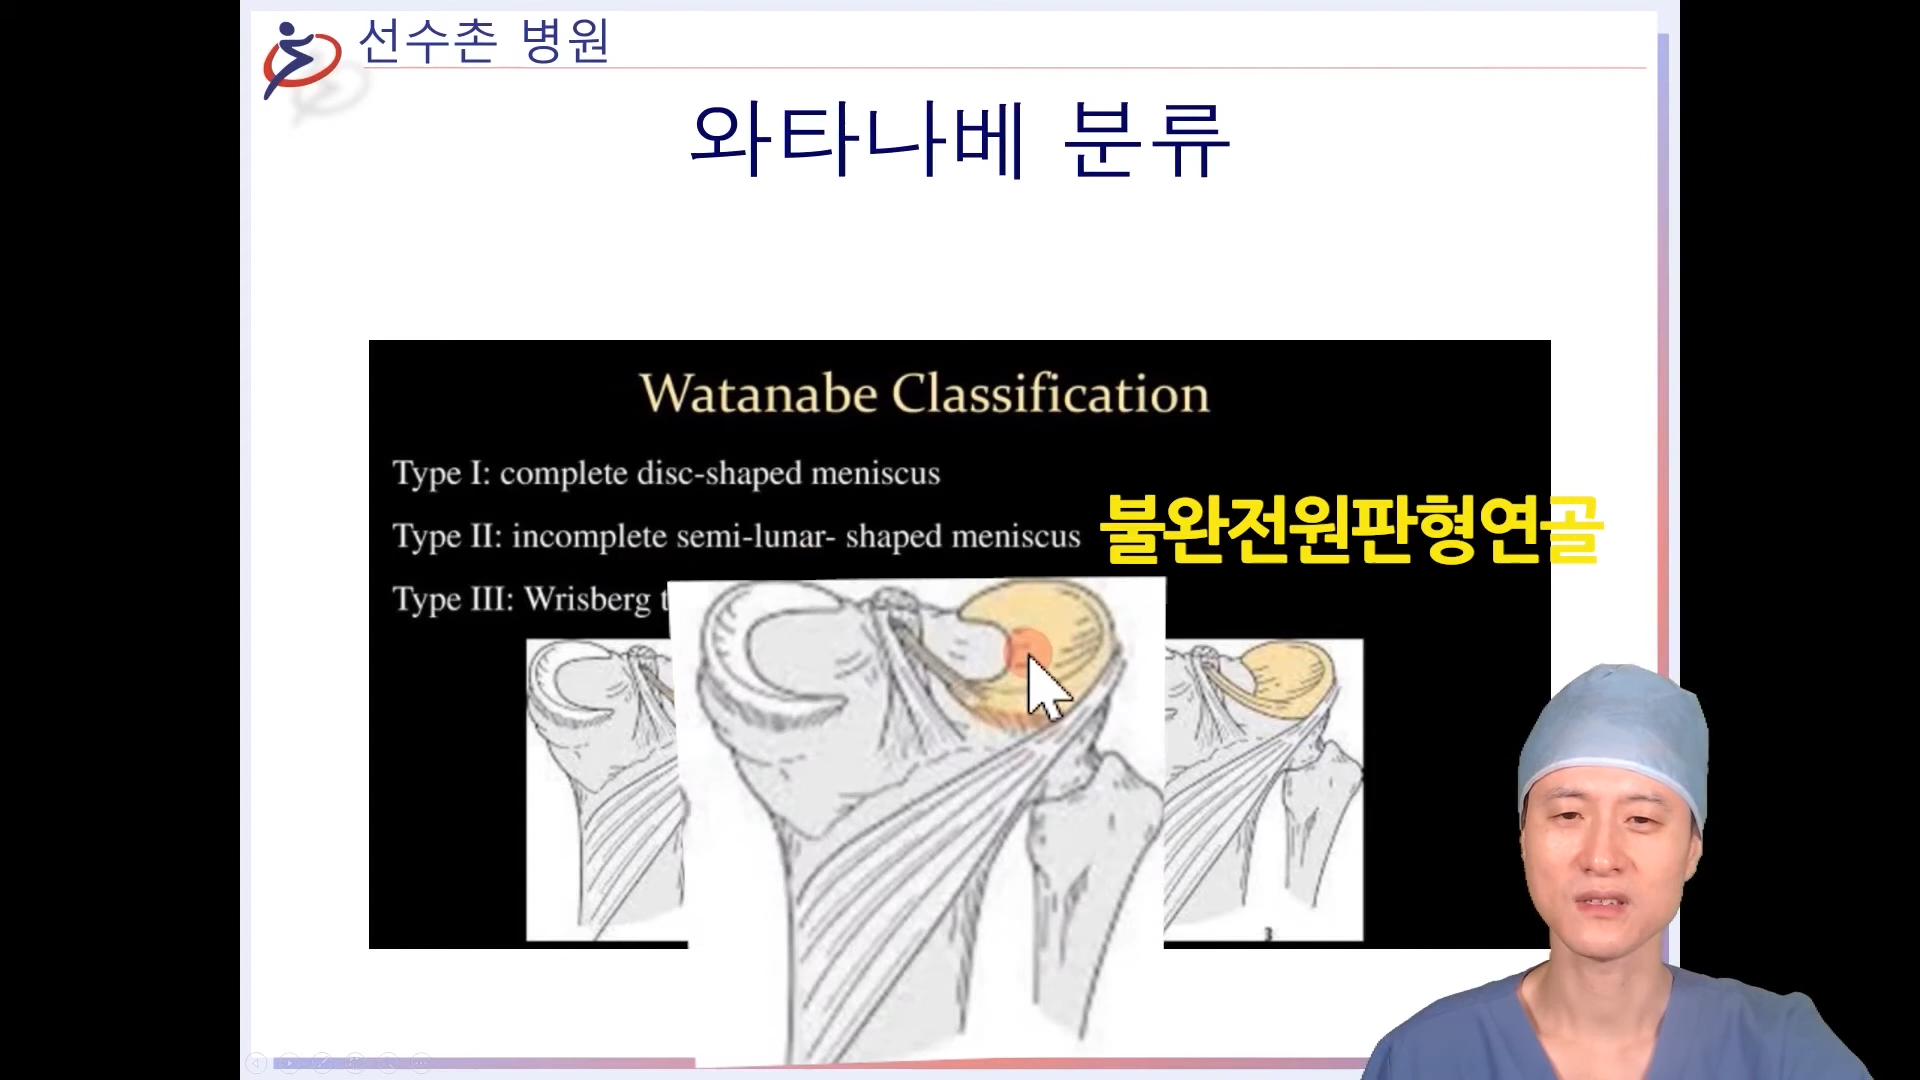 선수촌 병원
와타나베 분류
Watanabe Classification
Type I: complete disc-shaped meniscus
Type II: incomplete semi-lunar- shaped meniscus
불완전원판형연골
Type III: Wrisberg t
3